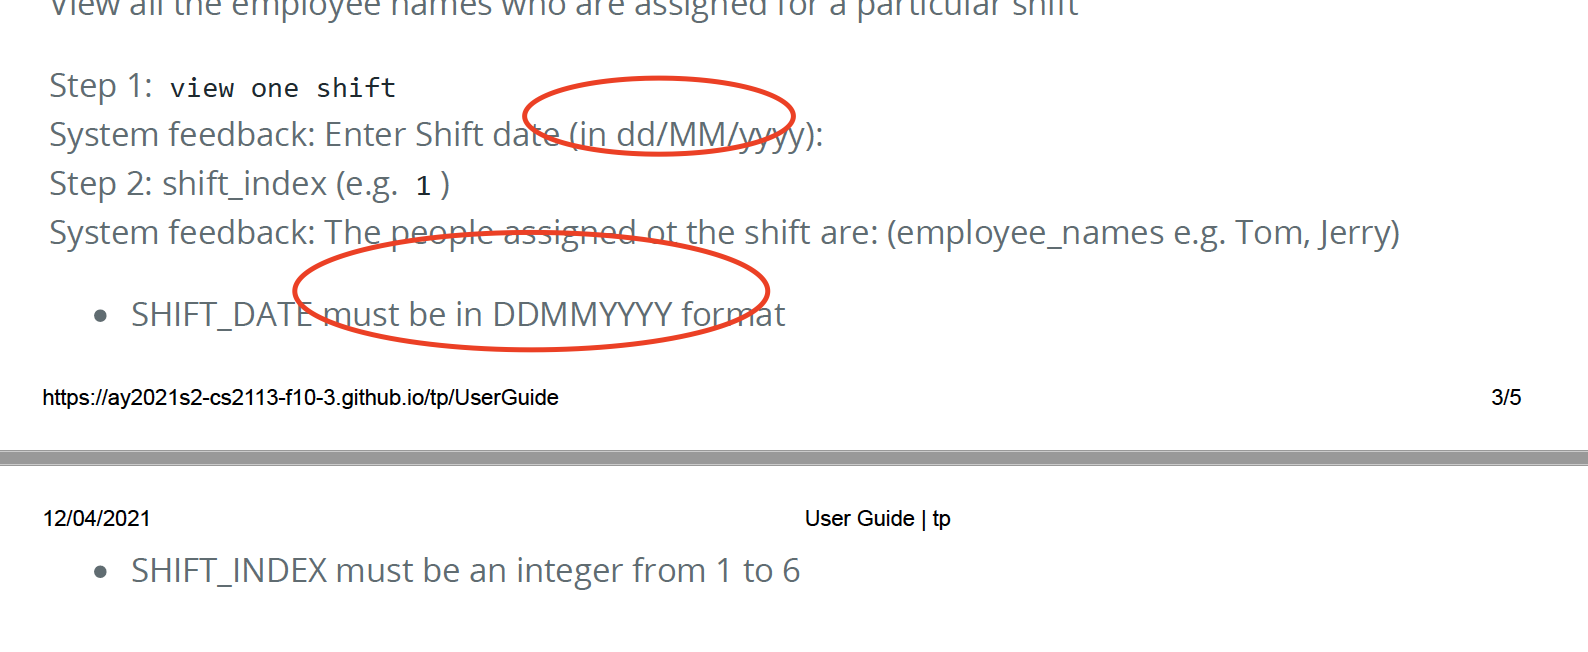 View all the employee names who are assigned for a particular shift
Step 1: view one shift
System feedback: Enter Shift date (in dd/MM/yyyy):
Step 2: shift_index (e.g. 1 )
System feedback: The people assigned ot the shift are: (employee_names e.g. Tom, Jerry)
• SHIFT_DATE must be in DDMMYYYY format
https://ay2021s2-cs2113-f10-3.github.io/tp/UserGuide 3/5
12/04/2021 User Guide | tp
• SHIFT_INDEX must be an integer from 1 to 6